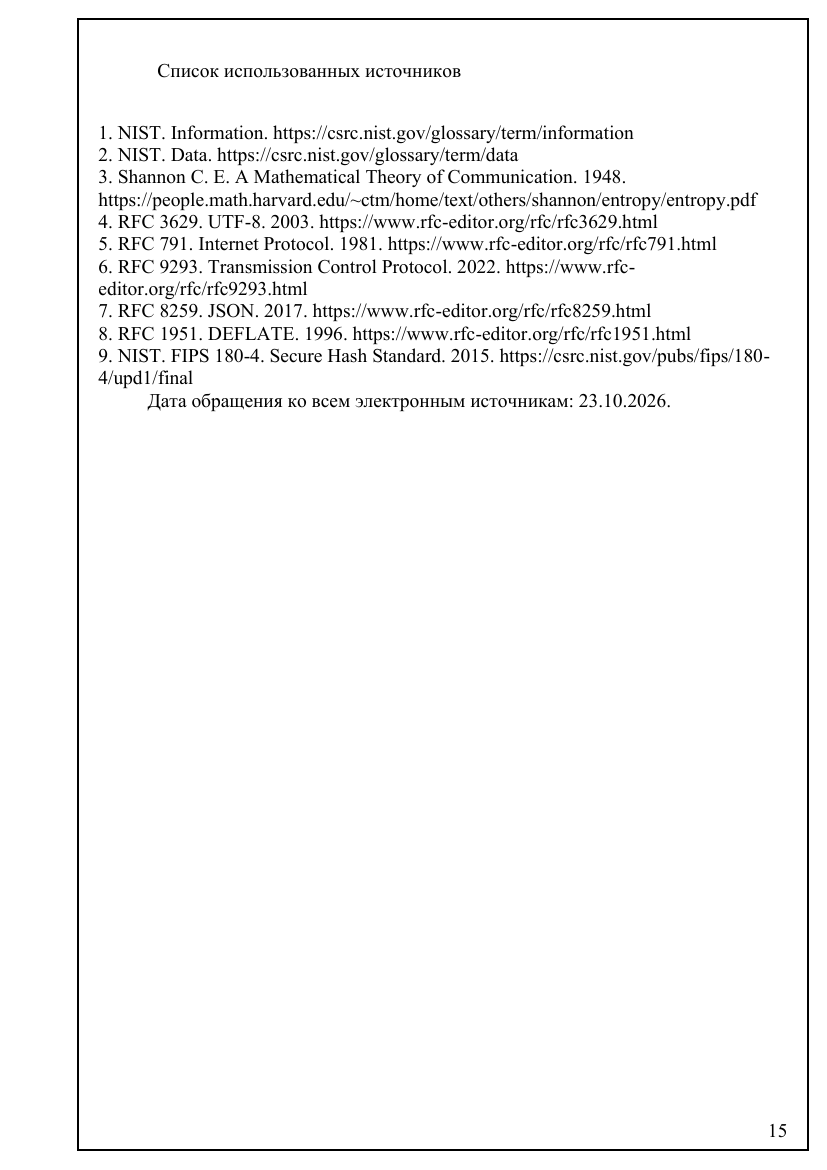 Список использованных источников
1. NIST. Information. https://csrc.nist.gov/glossary/term/information
2. NIST. Data. https://csrc.nist.gov/glossary/term/data
3. Shannon C. E. A Mathematical Theory of Communication. 1948.
https://people.math.harvard.edu/~ctm/home/text/others/shannon/entropy/entropy.pdf
4. RFC 3629. UTF-8. 2003. https://www.rfc-editor.org/rfc/rfc3629.html
5. RFC 791. Internet Protocol. 1981. https://www.rfc-editor.org/rfc/rfc791.html
6. RFC 9293. Transmission Control Protocol. 2022. https://www.rfc-
editor.org/rfc/rfc9293.html
7. RFC 8259. JSON. 2017. https://www.rfc-editor.org/rfc/rfc8259.html
8. RFC 1951. DEFLATE. 1996. https://www.rfc-editor.org/rfc/rfc1951.html
9. NIST. FIPS 180-4. Secure Hash Standard. 2015. https://csrc.nist.gov/pubs/fips/180-
4/upd1/final
Дата обращения ко всем электронным источникам: 23.10.2026.
15